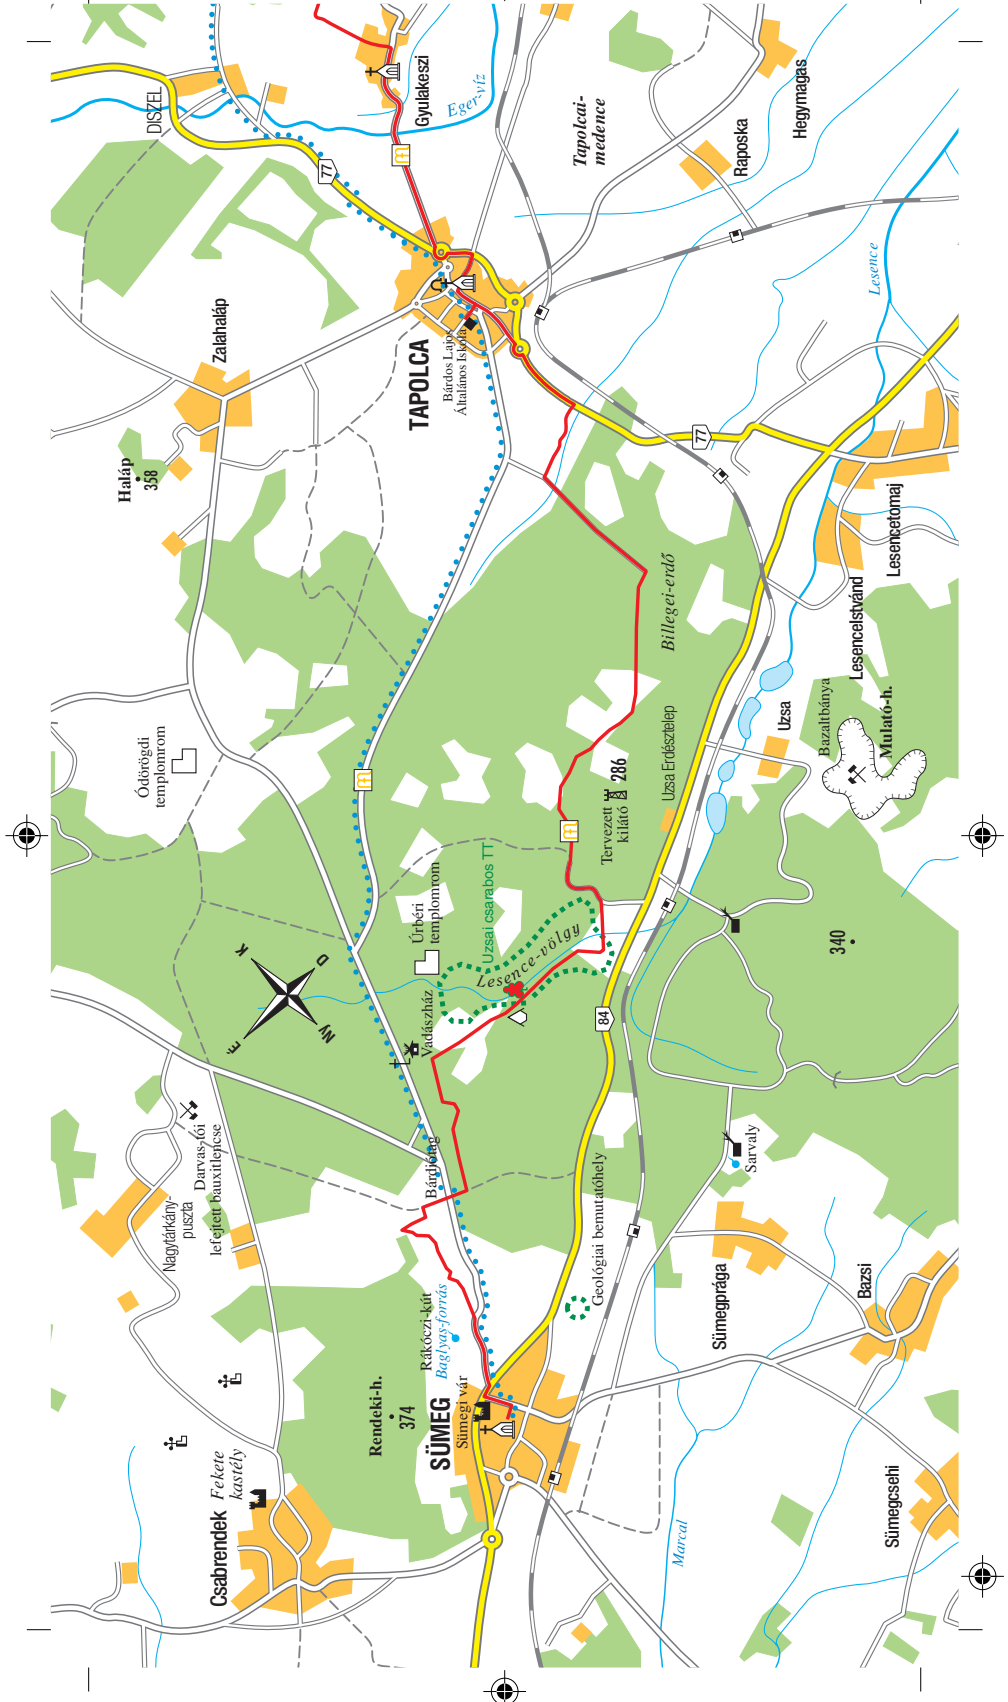 DISZEL
77
Gyulakeszi
Eger-víz
Tapolcai-
medence
Raposka
Hegymagas
Lesence
Zalahaláp
TAPOLCA
Bárdos Lajos
Általános Iskola
Haláp
358
77
Lesencetomaj
Lesenceistvánd
Billegei-erdő
Uzsa Erdésztelep
Uzsa
Bazaltbánya
Mulató-h.
Ódörögdi
templomrom
Tervezett
kilátó
286
Úrbéri
templomrom
Uzsai csarabos TT
Lesence-völgy
340
K
D
É
NY
Vadászház
84
Darvas-tói
lefejtett bauxitlencse
Nagytárkány-
puszta
Bárdiótag
Sarvaly
Geológiai bemutatóhely
Rákóczi-kút
Baglyas-forrás
Sümegprága
Bazsi
Rendeki-h.
374
SÜMEG
Sümegi vár
Csabrendek
Fekete
kastély
Marcal
Sümegcsehi